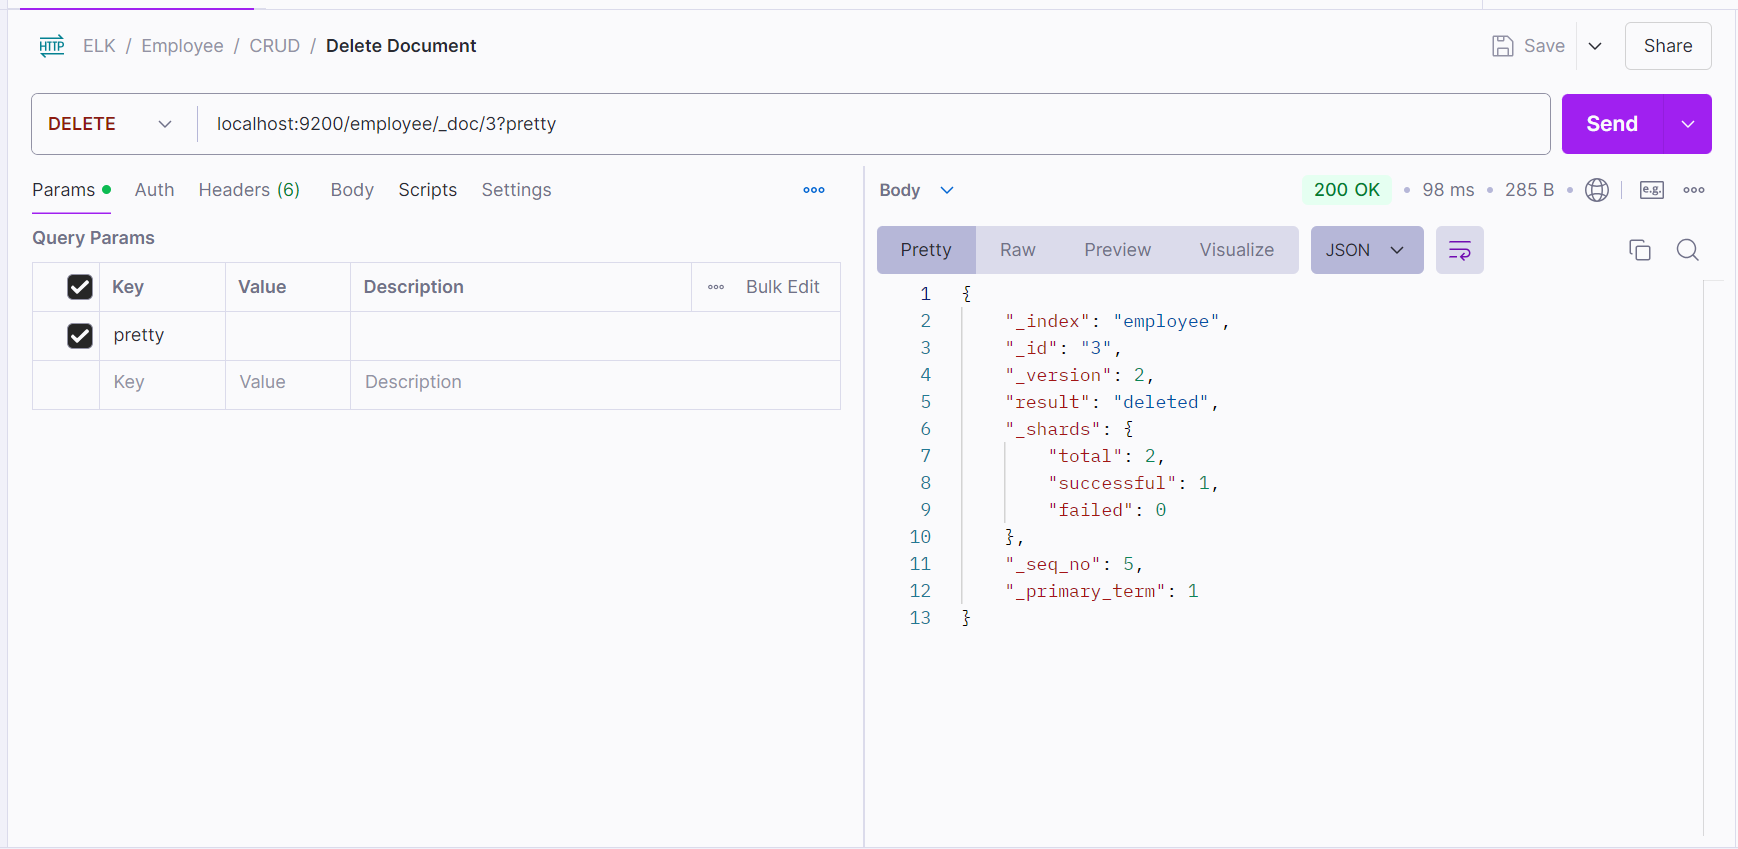 HTTP ELK / Employee / CRUD / Delete Document
Save
Share
DELETE
localhost:9200/employee/_doc/3?pretty
Send
Params
Auth
Headers (6)
Body
Scripts
Settings
Query Params
Key Value Description Bulk Edit
pretty
Key Value Description
Body
200 OK
98 ms
285 B
e.g.
Pretty Raw Preview Visualize JSON
1 {
2 "_index": "employee",
3 "_id": "3",
4 "_version": 2,
5 "result": "deleted",
6 "_shards": {
7 "total": 2,
8 "successful": 1,
9 "failed": 0
10 },
11 "_seq_no": 5,
12 "_primary_term": 1
13 }